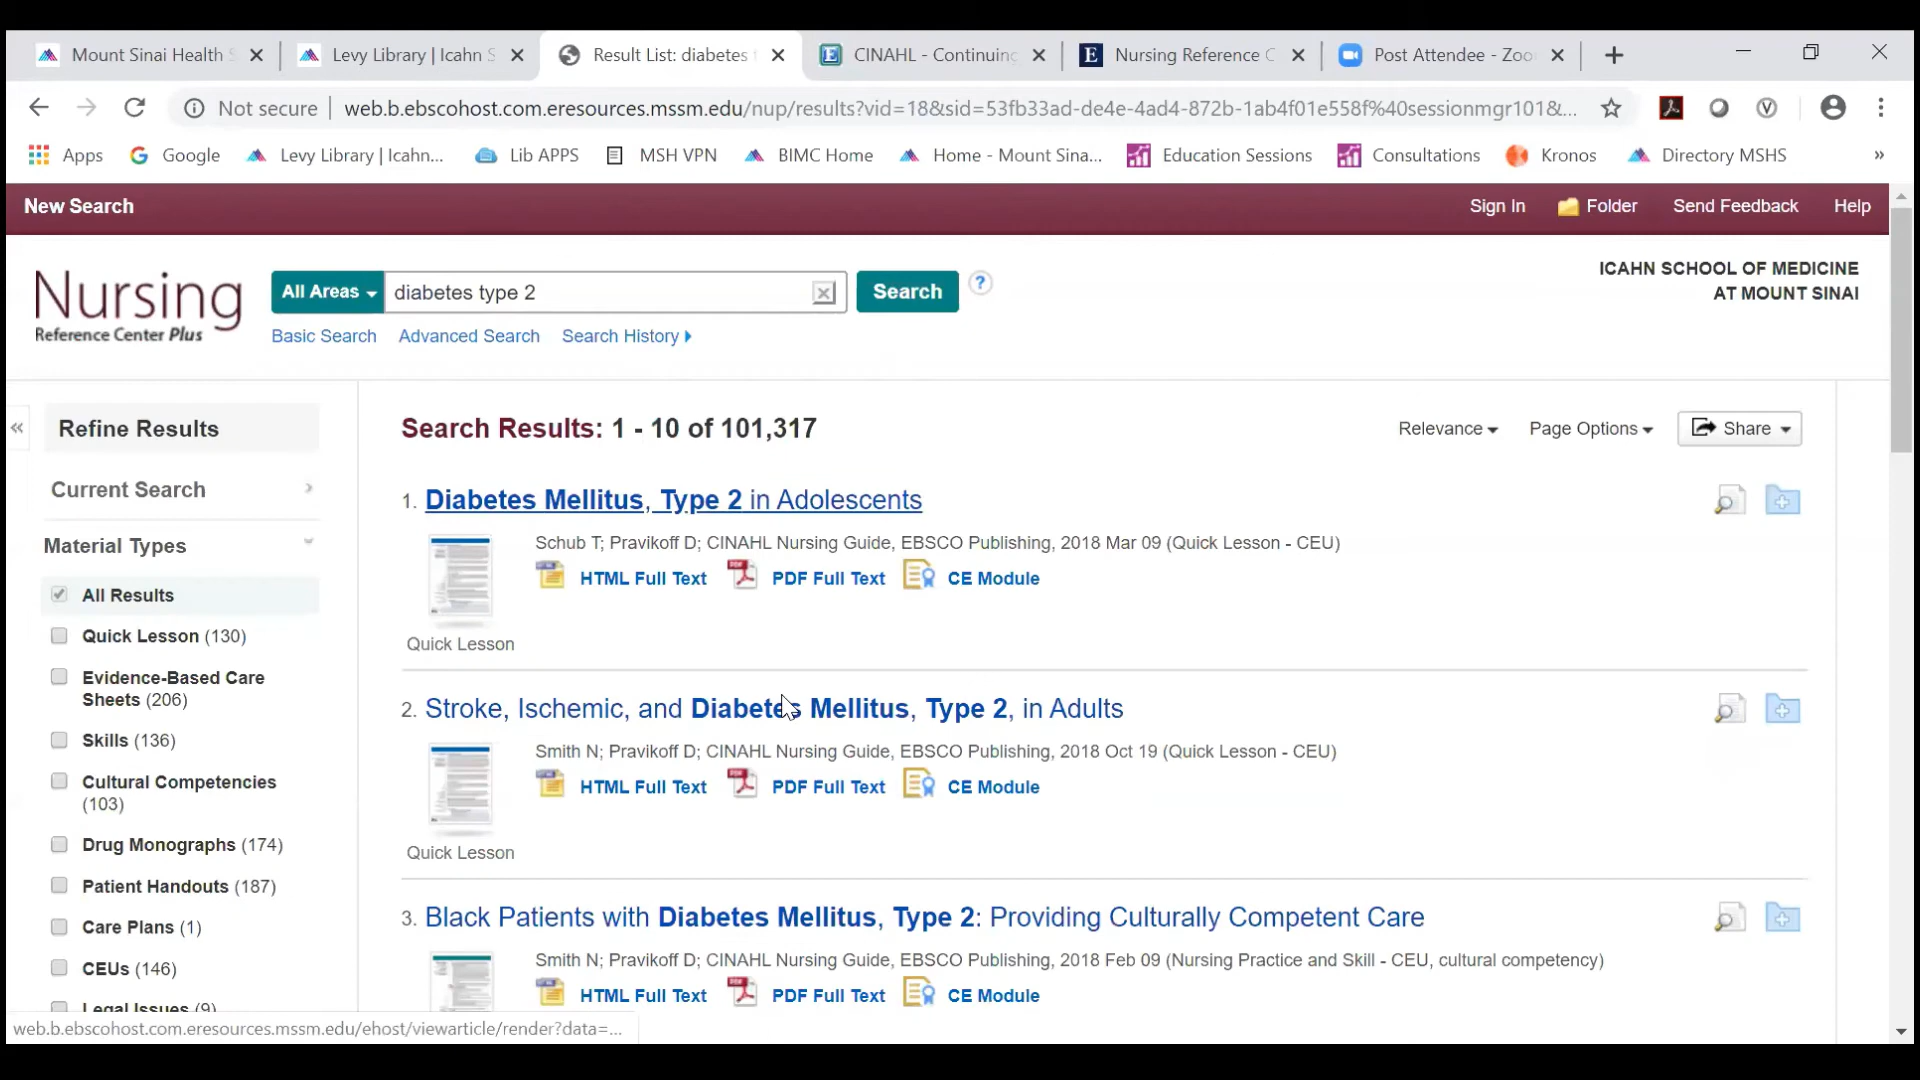 Mount Sinai Health S
Levy Library | Icahn S
Result List: diabetes t
CINAHL - Continuing
Nursing Reference C
Post Attendee - Zoo
Not secure
web.b.ebscohost.com.eresources.mssm.edu/nup/results?vid=18&sid=53fb33ad-de4e-4ad4-872b-1ab4f01e558f%40sessionmgr101&...
Apps
Google
Levy Library | Icahn...
Lib APPS
MSH VPN
BIMC Home
Home - Mount Sina...
Education Sessions
Consultations
Kronos
Directory MSHS
»
New Search
Sign In
Folder
Send Feedback
Help
Nursing
Reference Center Plus
All Areas
diabetes type 2
Search
?
Basic Search
Advanced Search
Search History
ICAHN SCHOOL OF MEDICINE
AT MOUNT SINAI
«
Refine Results
Current Search
Material Types
All Results
Quick Lesson (130)
Evidence-Based Care
Sheets (206)
Skills (136)
Cultural Competencies
(103)
Drug Monographs (174)
Patient Handouts (187)
Care Plans (1)
CEUs (146)
Legal Issues (9)
Search Results: 1 - 10 of 101,317
Relevance
Page Options
Share
1. Diabetes Mellitus, Type 2 in Adolescents
Schub T; Pravikoff D; CINAHL Nursing Guide, EBSCO Publishing, 2018 Mar 09 (Quick Lesson - CEU)
HTML Full Text
PDF Full Text
CE Module
Quick Lesson
2. Stroke, Ischemic, and Diabetes Mellitus, Type 2, in Adults
Smith N; Pravikoff D; CINAHL Nursing Guide, EBSCO Publishing, 2018 Oct 19 (Quick Lesson - CEU)
HTML Full Text
PDF Full Text
CE Module
Quick Lesson
3. Black Patients with Diabetes Mellitus, Type 2: Providing Culturally Competent Care
Smith N; Pravikoff D; CINAHL Nursing Guide, EBSCO Publishing, 2018 Feb 09 (Nursing Practice and Skill - CEU, cultural competency)
HTML Full Text
PDF Full Text
CE Module
web.b.ebscohost.com.eresources.mssm.edu/ehost/viewarticle/render?data=...